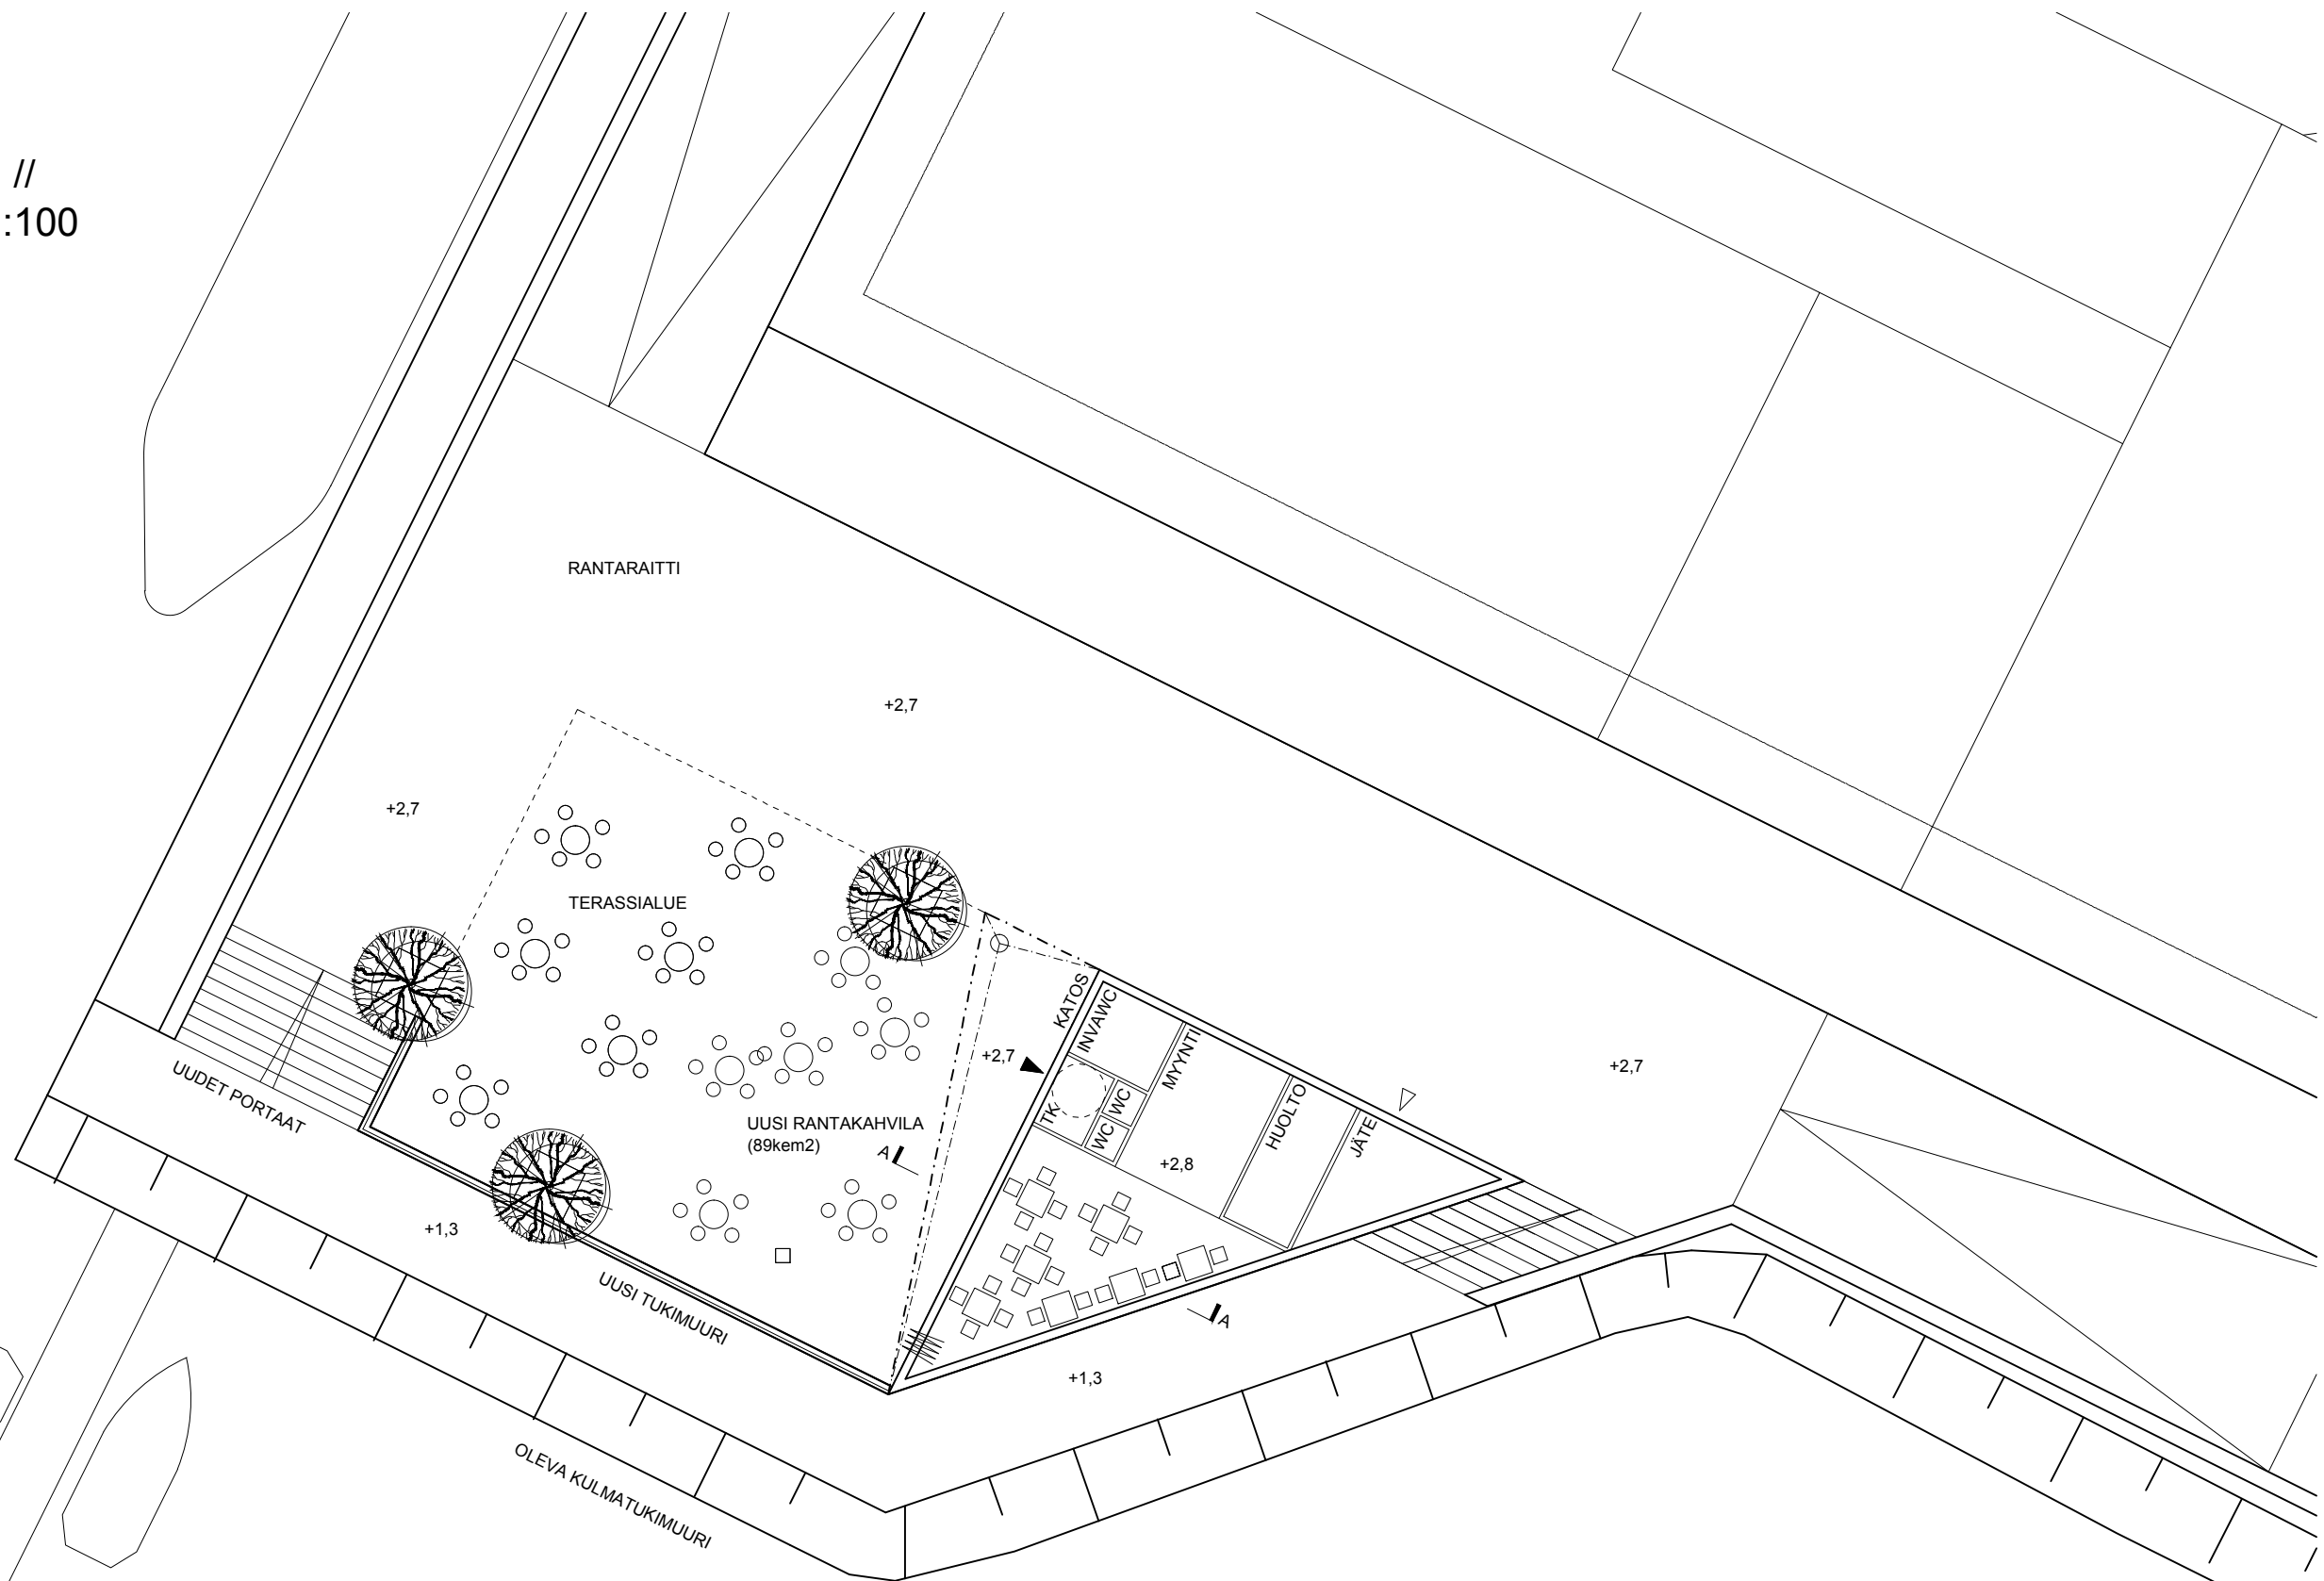 //
:100
RANTARAITTI
+2,7
+2,7
TERASSIALUE
KATOS
INVAWC
MYYNTI
+2,7
+2,7
TK
WC
WC
HUOLTO
JÄTE
UUDET PORTAAT
UUSI RANTAKAHVILA
(89kem2)
A
+2,8
+1,3
UUSI TUKIMUURI
A
+1,3
OLEVA KULMATUKIMUURI